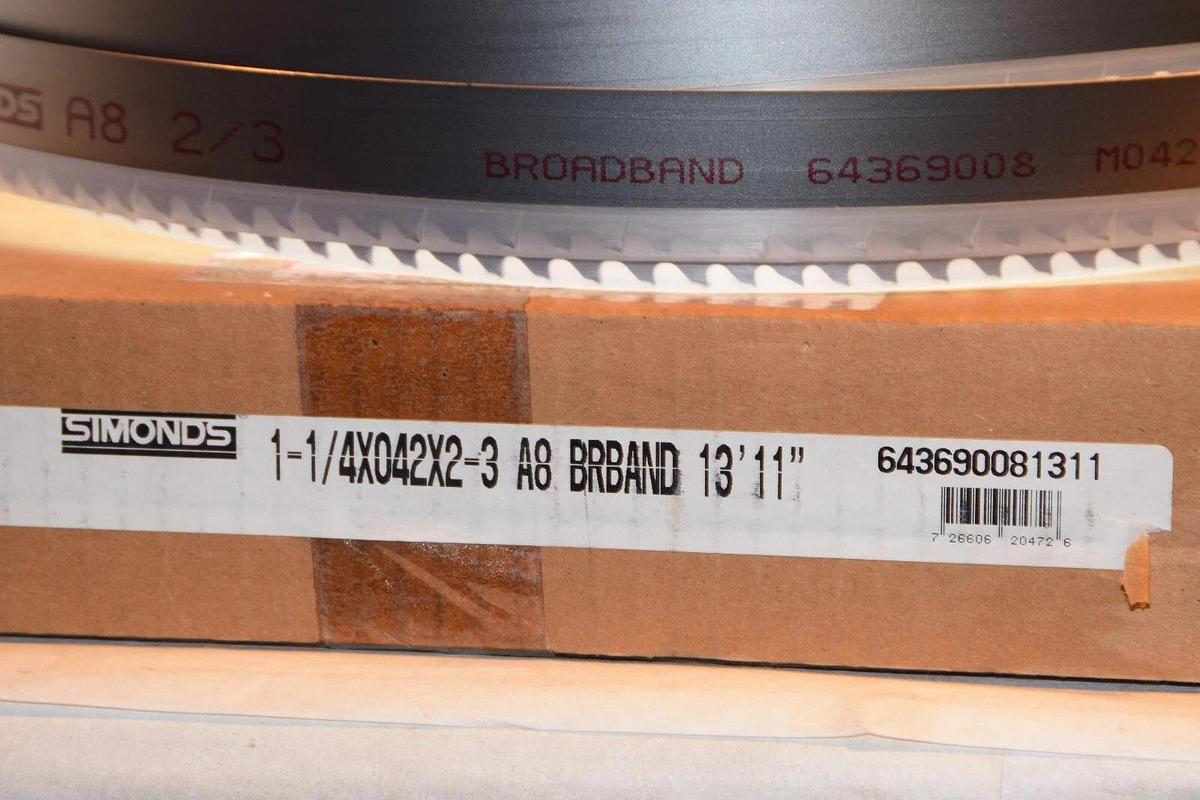 DS A8 2/3 BROADBAND 64369008 M042
SIMONDS® 1-1/4X042X2-3 A8 BRBAND 13'11" 643690081311
7 26606 20472 6